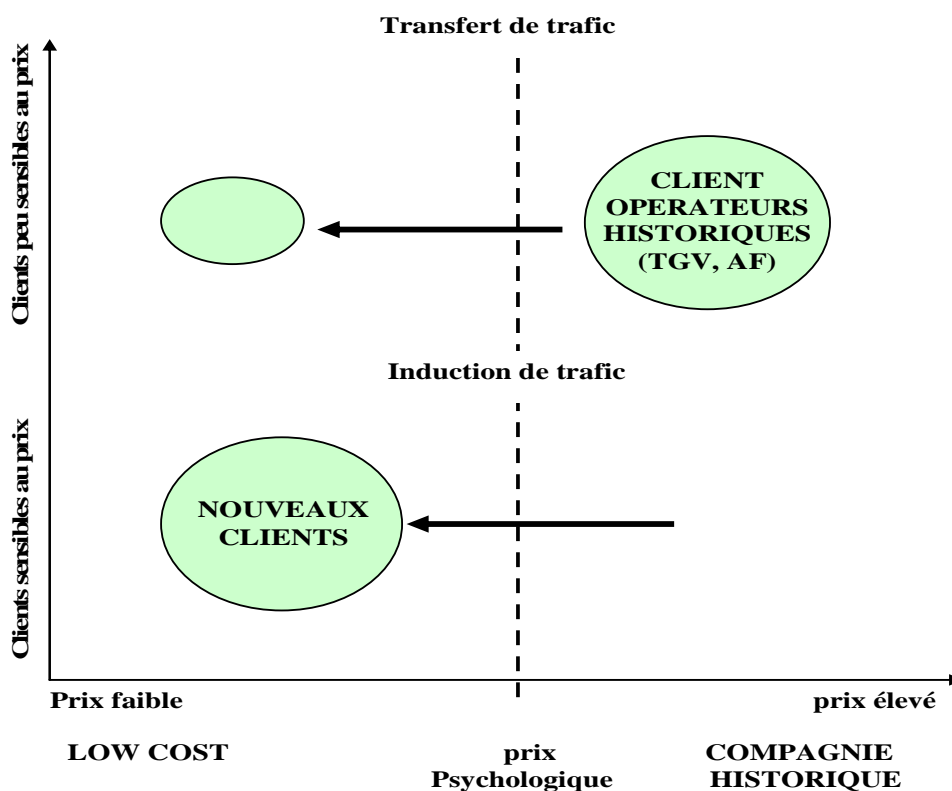 Transfert de trafic
Clients peu sensibles au prix
CLIENT
OPERATEURS
HISTORIQUES
(TGV, AF)
Induction de trafic
Clients sensibles au prix
NOUVEAUX
CLIENTS
Prix faible
prix élevé
LOW COST
prix
Psychologique
COMPAGNIE
HISTORIQUE